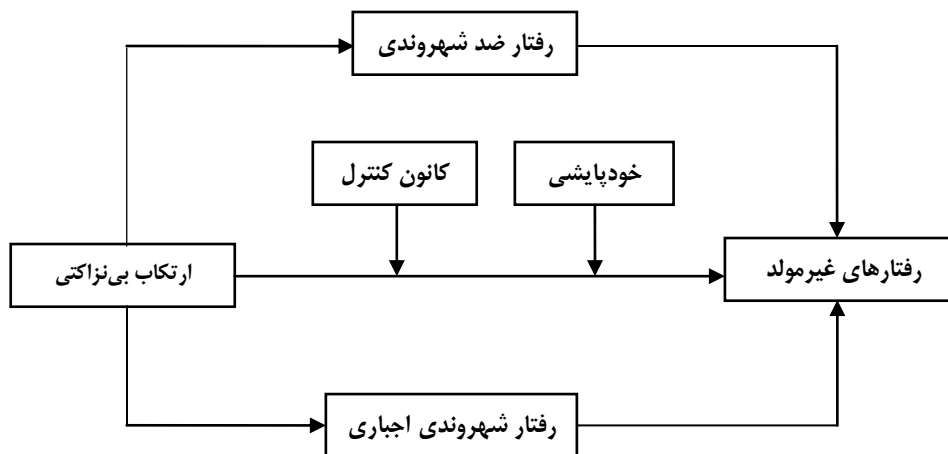 رفتار ضد شهروندی
خودپایشی
کانون کنترل
رفتارهای غیرمولد
ارتکاب بی‌نزاکتی
رفتار شهروندی اجباری